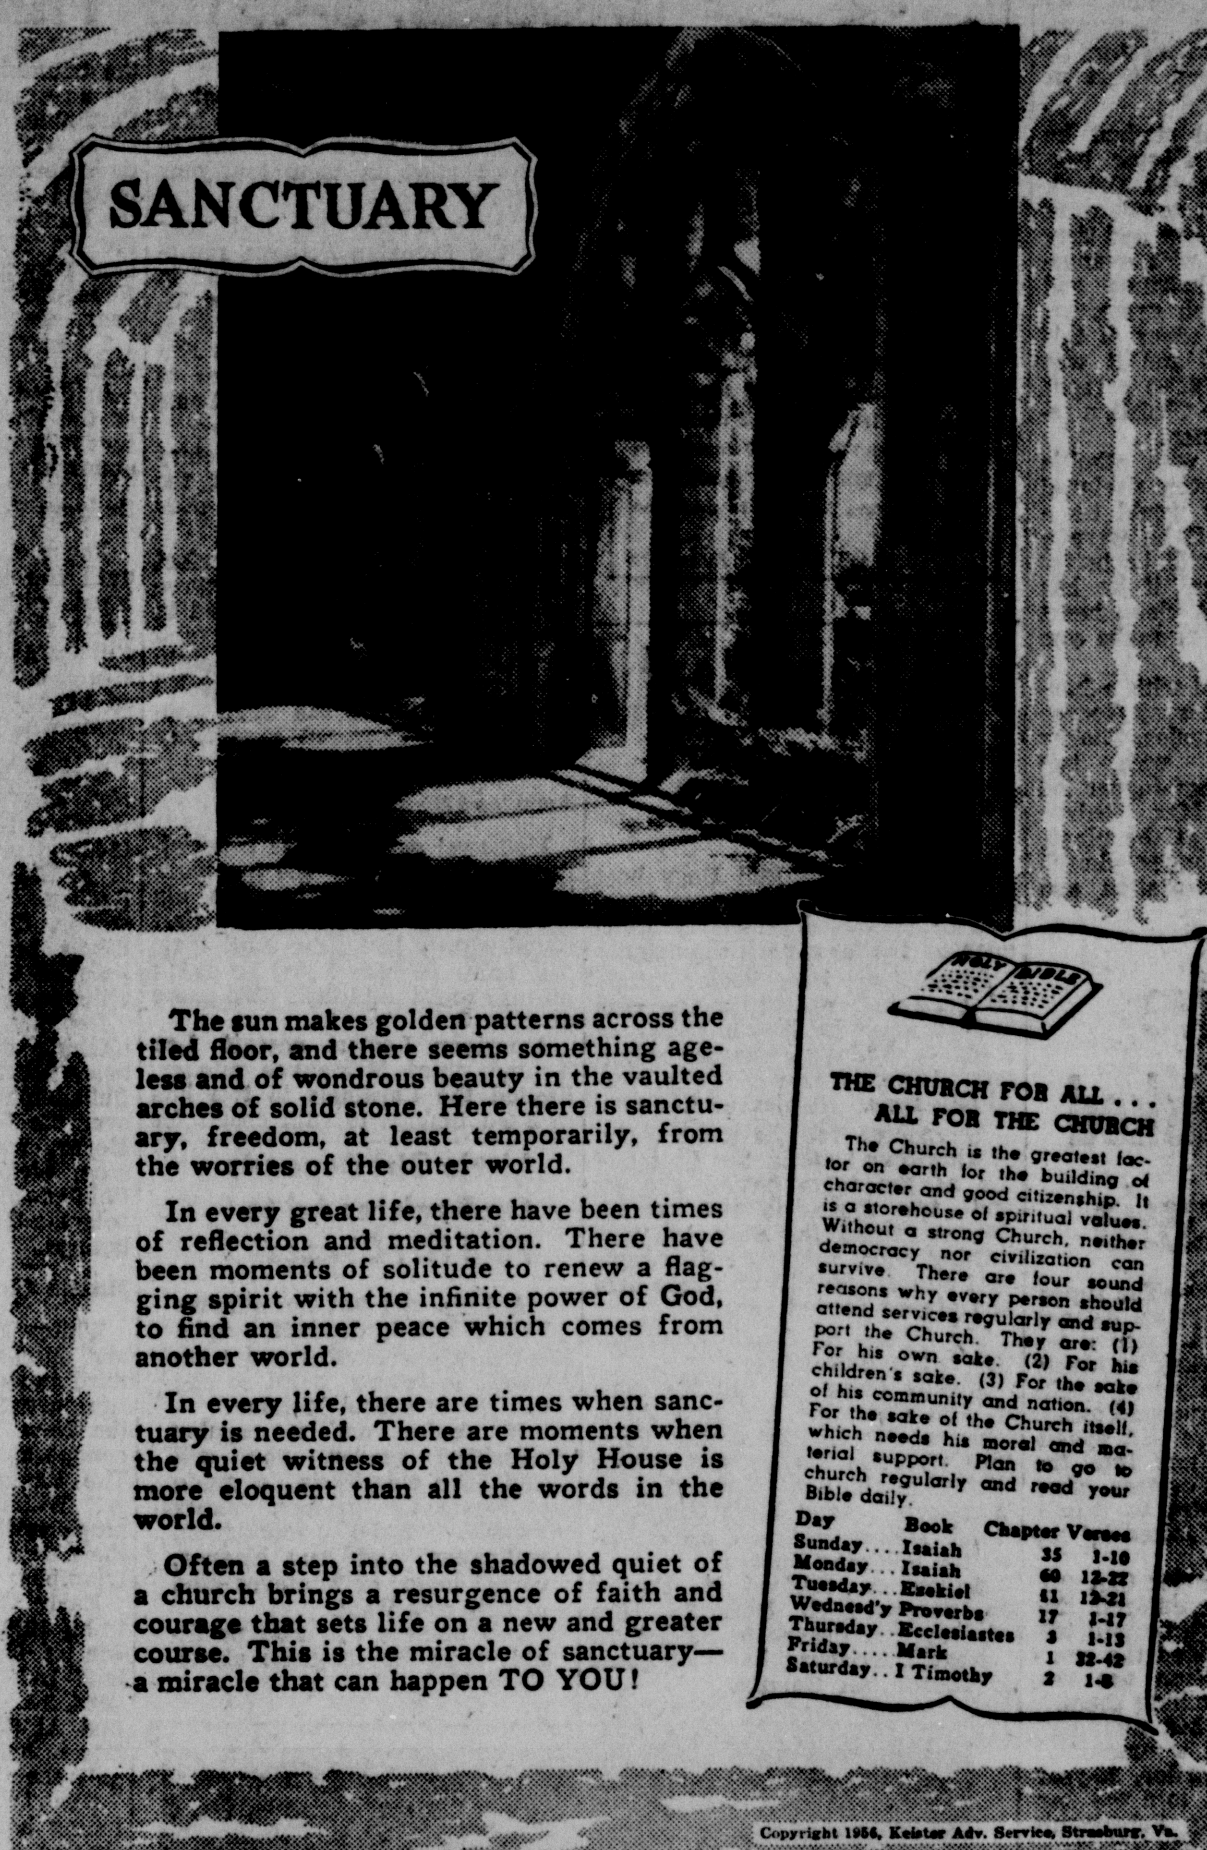 SANCTUARY
The sun makes golden patterns across the
tiled floor, and there seems something age-
less and of wondrous beauty in the vaulted
arches of solid stone. Here there is sanctu-
ary, freedom, at least temporarily, from
the worries of the outer world.
In every great life, there have been times
of reflection and meditation. There have
been moments of solitude to renew a flag-
ging spirit with the infinite power of God,
to find an inner peace which comes from
another world.
In every life, there are times when sanc-
tuary is needed. There are moments when
the quiet witness of the Holy House is
more eloquent than all the words in the
world.
Often a step into the shadowed quiet of
a church brings a resurgence of faith and
courage that sets life on a new and greater
course. This is the miracle of sanctuary—
a miracle that can happen TO YOU!
HOLY BIBLE
THE CHURCH FOR ALL . . .
ALL FOR THE CHURCH
The Church is the greatest fac-
tor on earth for the building of
character and good citizenship. It
is a storehouse of spiritual values.
Without a strong Church, neither
democracy nor civilization can
survive. There are four sound
reasons why every person should
attend services regularly and sup-
port the Church. They are: (1)
For his own sake. (2) For his
children's sake. (3) For the sake
of his community and nation. (4)
For the sake of the Church itself,
which needs his moral and ma-
terial support. Plan to go to
church regularly and read your
Bible daily.
Day Book Chapter Verses
Sunday.... Isaiah 35 1-10
Monday... Isaiah 60 12-22
Tuesday... Ezekiel 12-21
Wednesd'y Proverbs 17 1-17
Thursday.. Ecclesiastes 3 1-13
Friday..... Mark 1 32-42
Saturday.. I Timothy 2 1-8
Copyright 1956, Keister Adv. Service, Strasburg, Va.